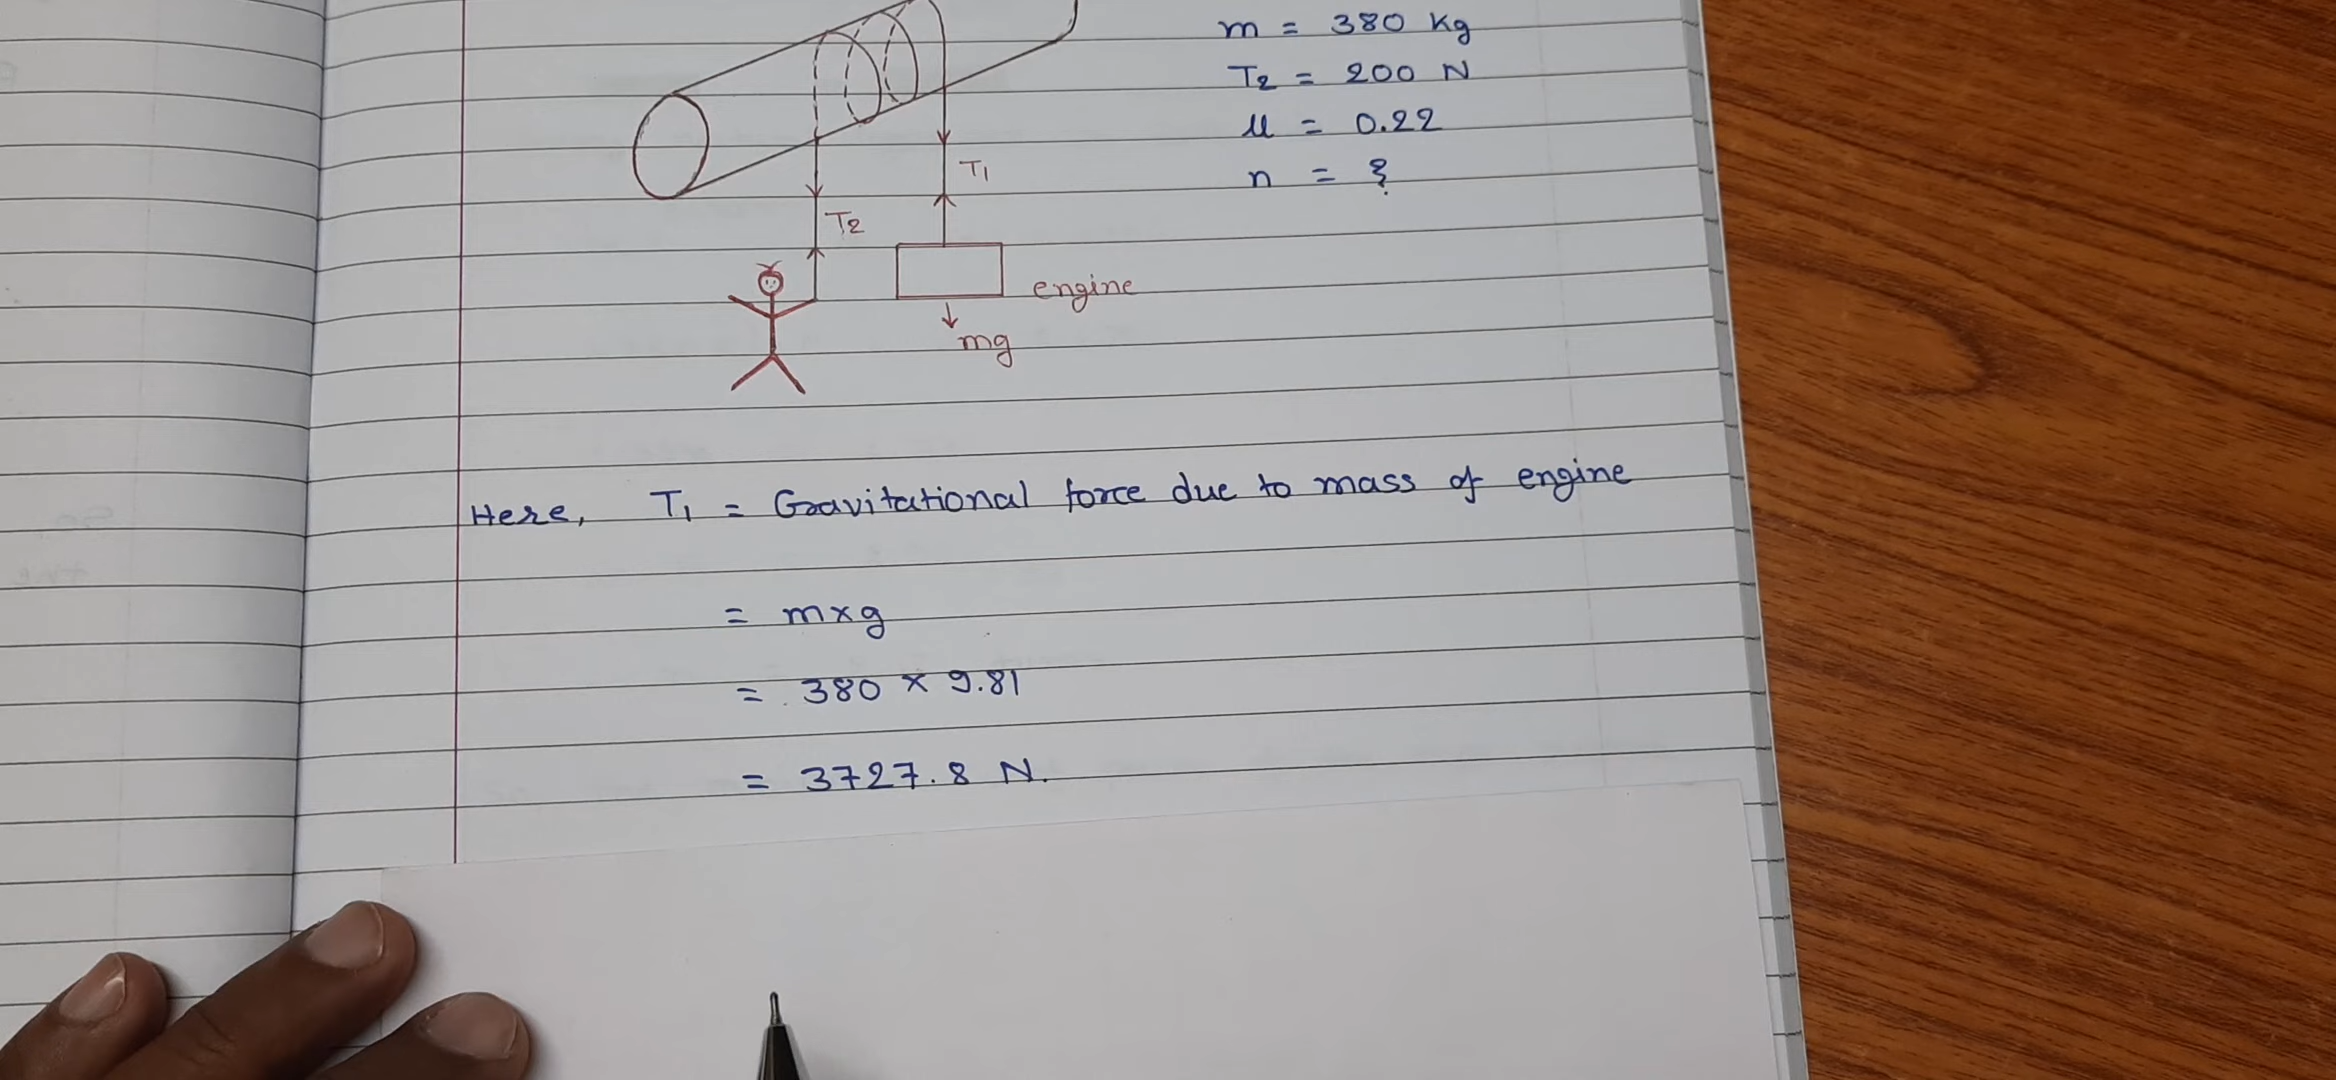 m = 380 Kg
T2 = 200 N
μ = 0.22
n = ?
T1
T2
engine
mg
Here, T1 = Gravitational force due to mass of engine
= m×g
= 380 × 9.81
= 3727.8 N.